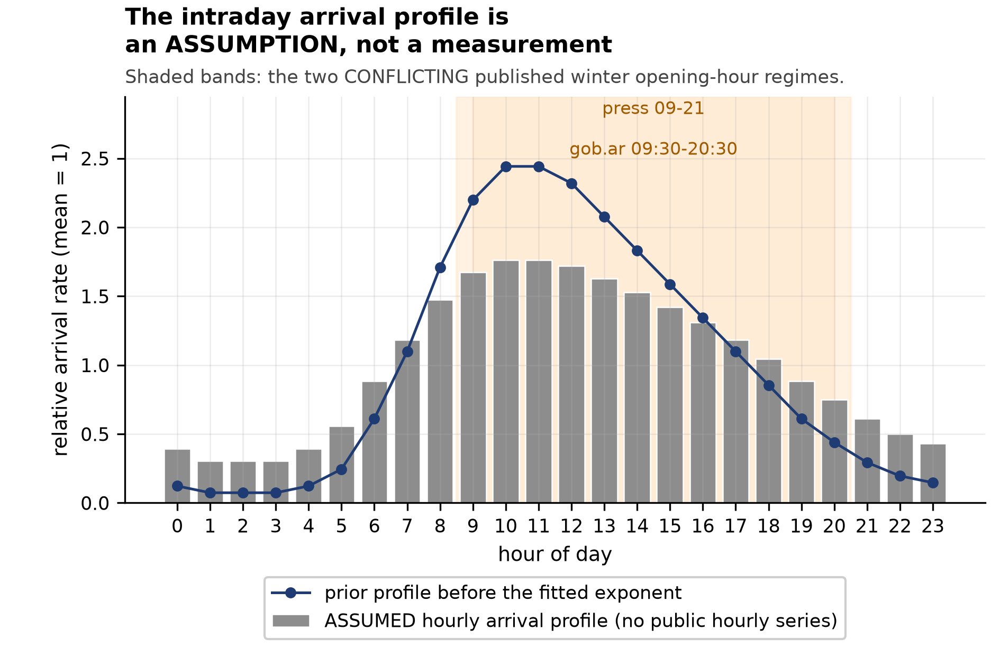 The intraday arrival profile is
an ASSUMPTION, not a measurement
Shaded bands: the two CONFLICTING published winter opening-hour regimes.
press 09-21
gob.ar 09:30-20:30
relative arrival rate (mean = 1)
2.5
2.0
1.5
1.0
0.5
0.0
0 1 2 3 4 5 6 7 8 9 10 11 12 13 14 15 16 17 18 19 20 21 22 23
hour of day
prior profile before the fitted exponent
ASSUMED hourly arrival profile (no public hourly series)